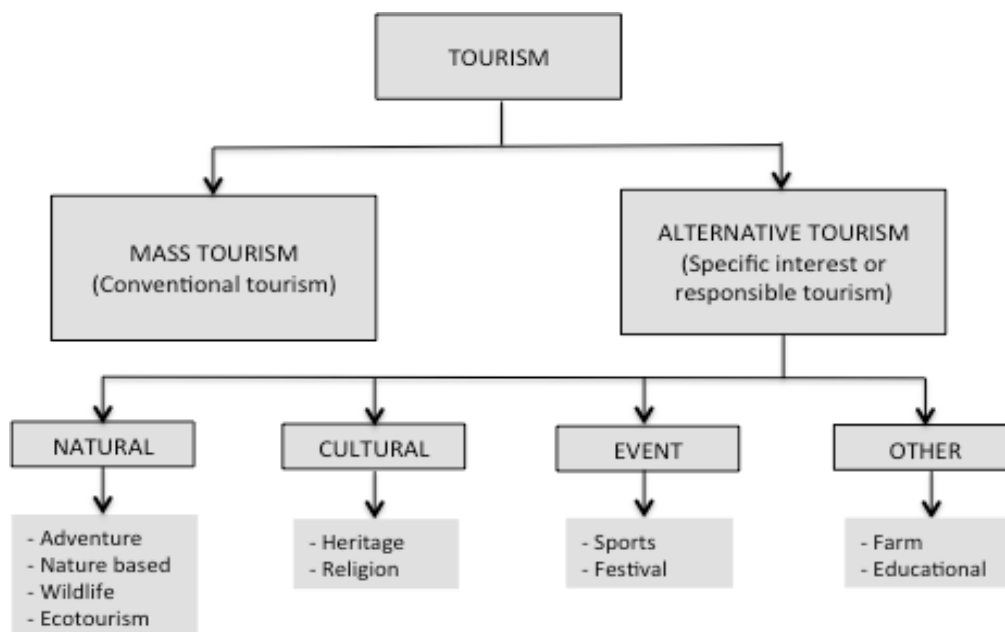 TOURISM
MASS TOURISM
(Conventional tourism)
ALTERNATIVE TOURISM
(Specific interest or
responsible tourism)
NATURAL
CULTURAL
EVENT
OTHER
- Adventure
- Nature based
- Wildlife
- Ecotourism
- Heritage
- Religion
- Sports
- Festival
- Farm
- Educational